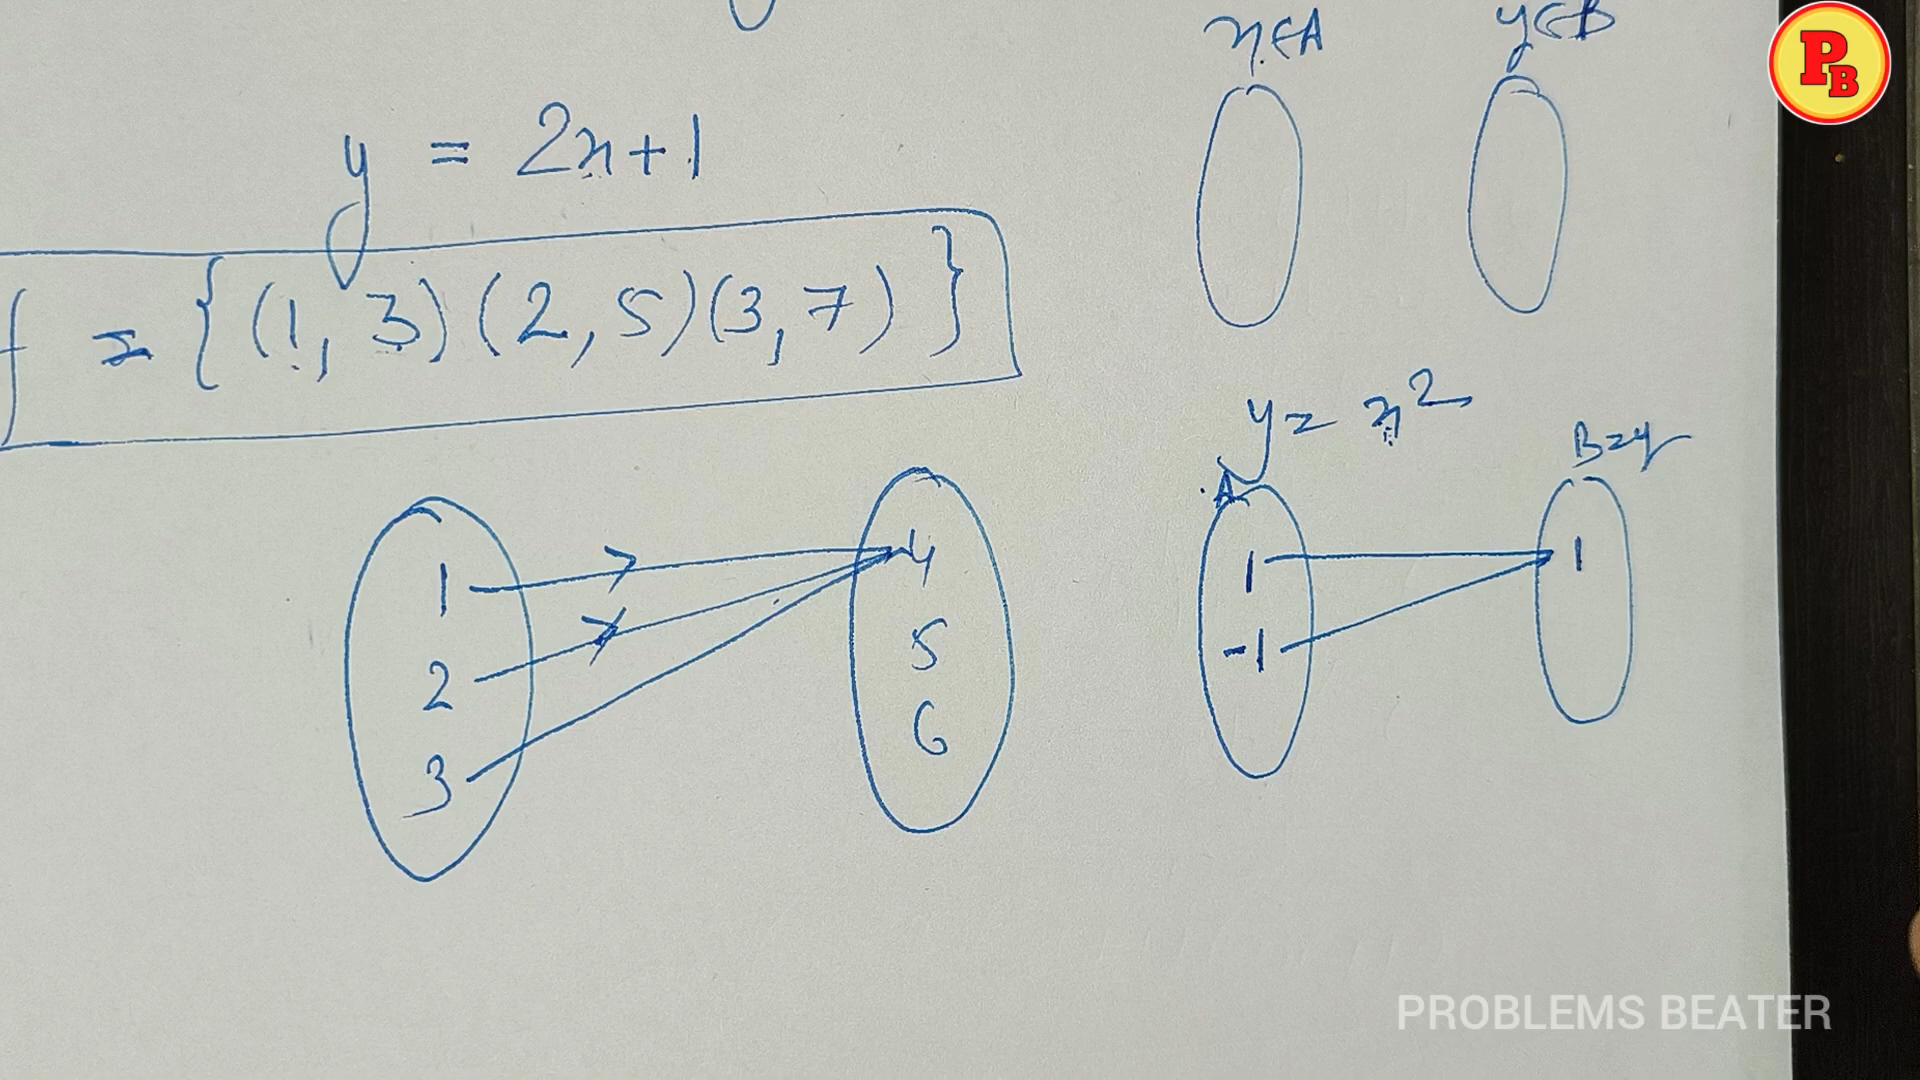 x ∈ A
y ∈ B
PB
y = 2x+1
f = {(1, 3)(2, 5)(3, 7)}
y = x²
A
B = y
1
2
3
4
5
6
1
-1
1
PROBLEMS BEATER